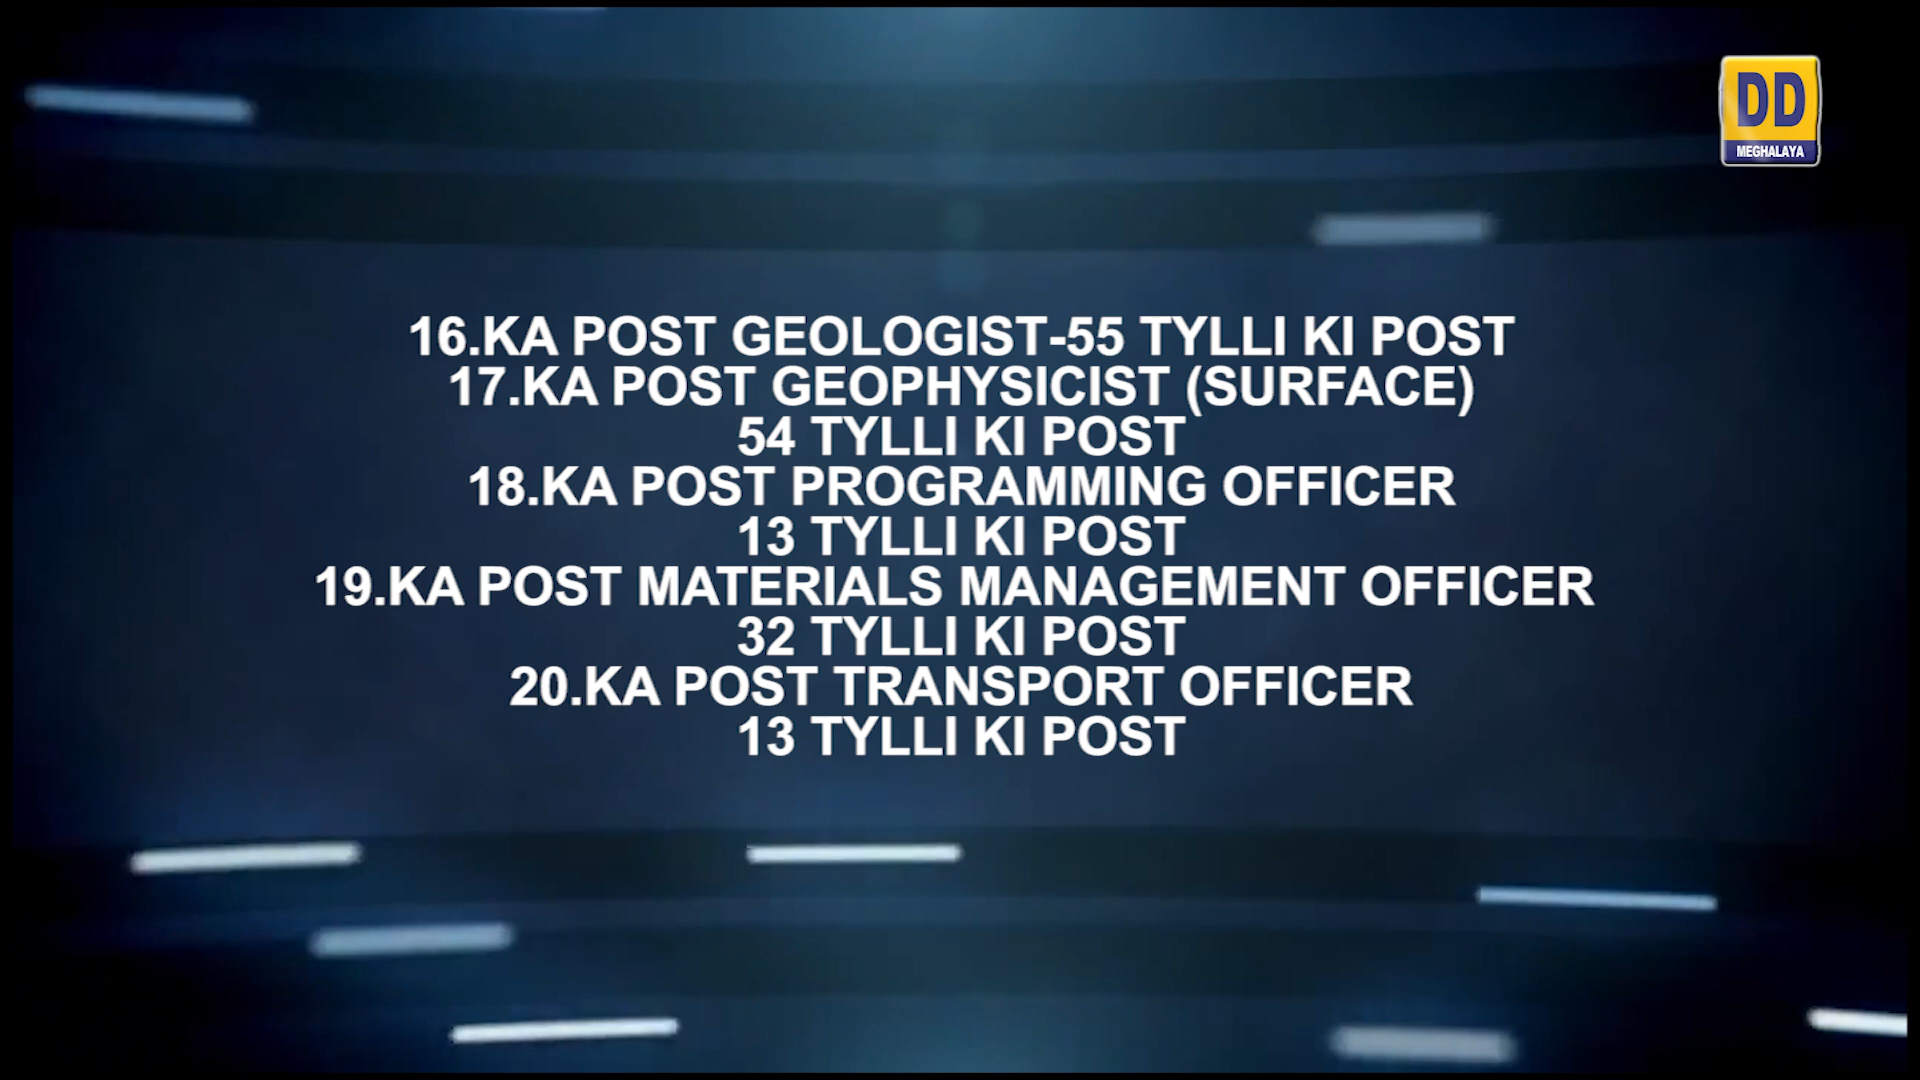 DD
MEGHALAYA
16.KA POST GEOLOGIST-55 TYLLI KI POST
17.KA POST GEOPHYSICIST (SURFACE)
54 TYLLI KI POST
18.KA POST PROGRAMMING OFFICER
13 TYLLI KI POST
19.KA POST MATERIALS MANAGEMENT OFFICER
32 TYLLI KI POST
20.KA POST TRANSPORT OFFICER
13 TYLLI KI POST